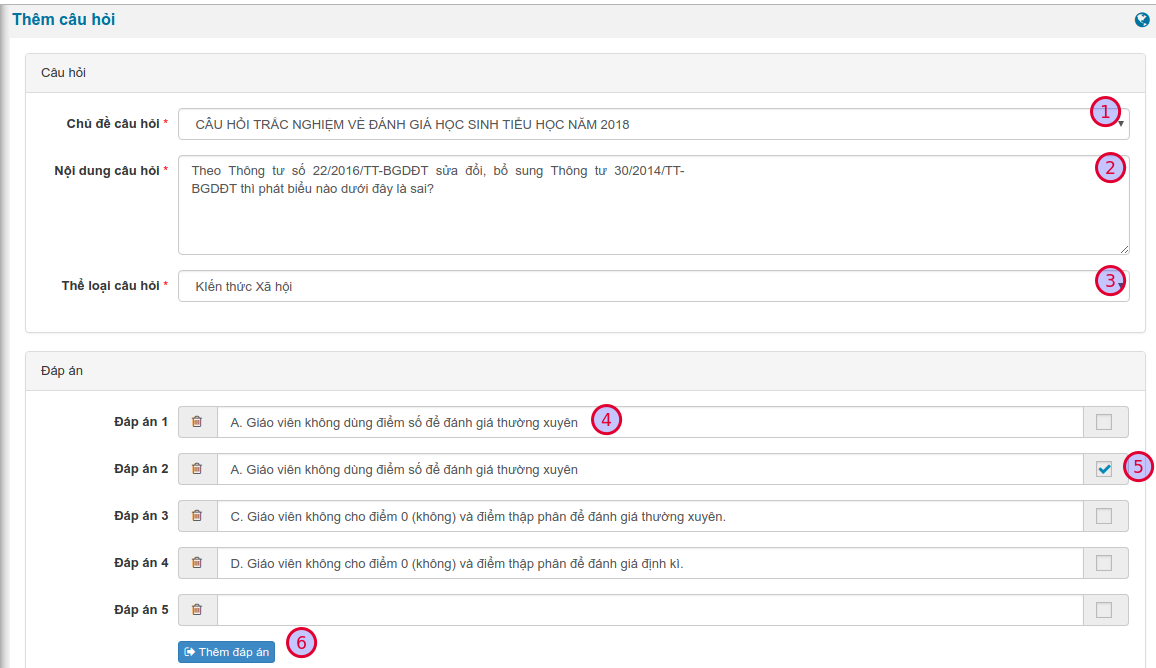 Thêm câu hỏi
Câu hỏi
Chủ đề câu hỏi *
CÂU HỎI TRẮC NGHIỆM VỀ ĐÁNH GIÁ HỌC SINH TIỂU HỌC NĂM 2018
1
Nội dung câu hỏi *
Theo Thông tư số 22/2016/TT-BGDĐT sửa đổi, bổ sung Thông tư 30/2014/TT-
BGDĐT thì phát biểu nào dưới đây là sai?
2
Thể loại câu hỏi *
KIến thức Xã hội
3
Đáp án
Đáp án 1
A. Giáo viên không dùng điểm số để đánh giá thường xuyên
4
Đáp án 2
A. Giáo viên không dùng điểm số để đánh giá thường xuyên
5
Đáp án 3
C. Giáo viên không cho điểm 0 (không) và điểm thập phân để đánh giá thường xuyên.
Đáp án 4
D. Giáo viên không cho điểm 0 (không) và điểm thập phân để đánh giá định kì.
Đáp án 5
Thêm đáp án
6